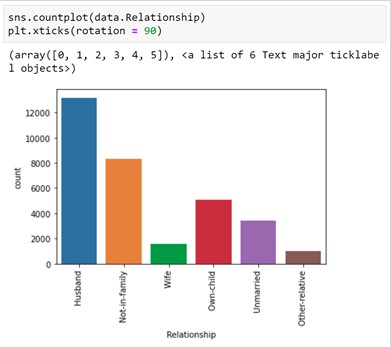 sns.countplot(data.Relationship)
plt.xticks(rotation = 90)
(array([0, 1, 2, 3, 4, 5]), <a list of 6 Text major ticklabe
l objects>)
12000
10000
8000
6000
4000
2000
0
count
Husband
Not-in-family
Wife
Own-child
Unmarried
Other-relative
Relationship